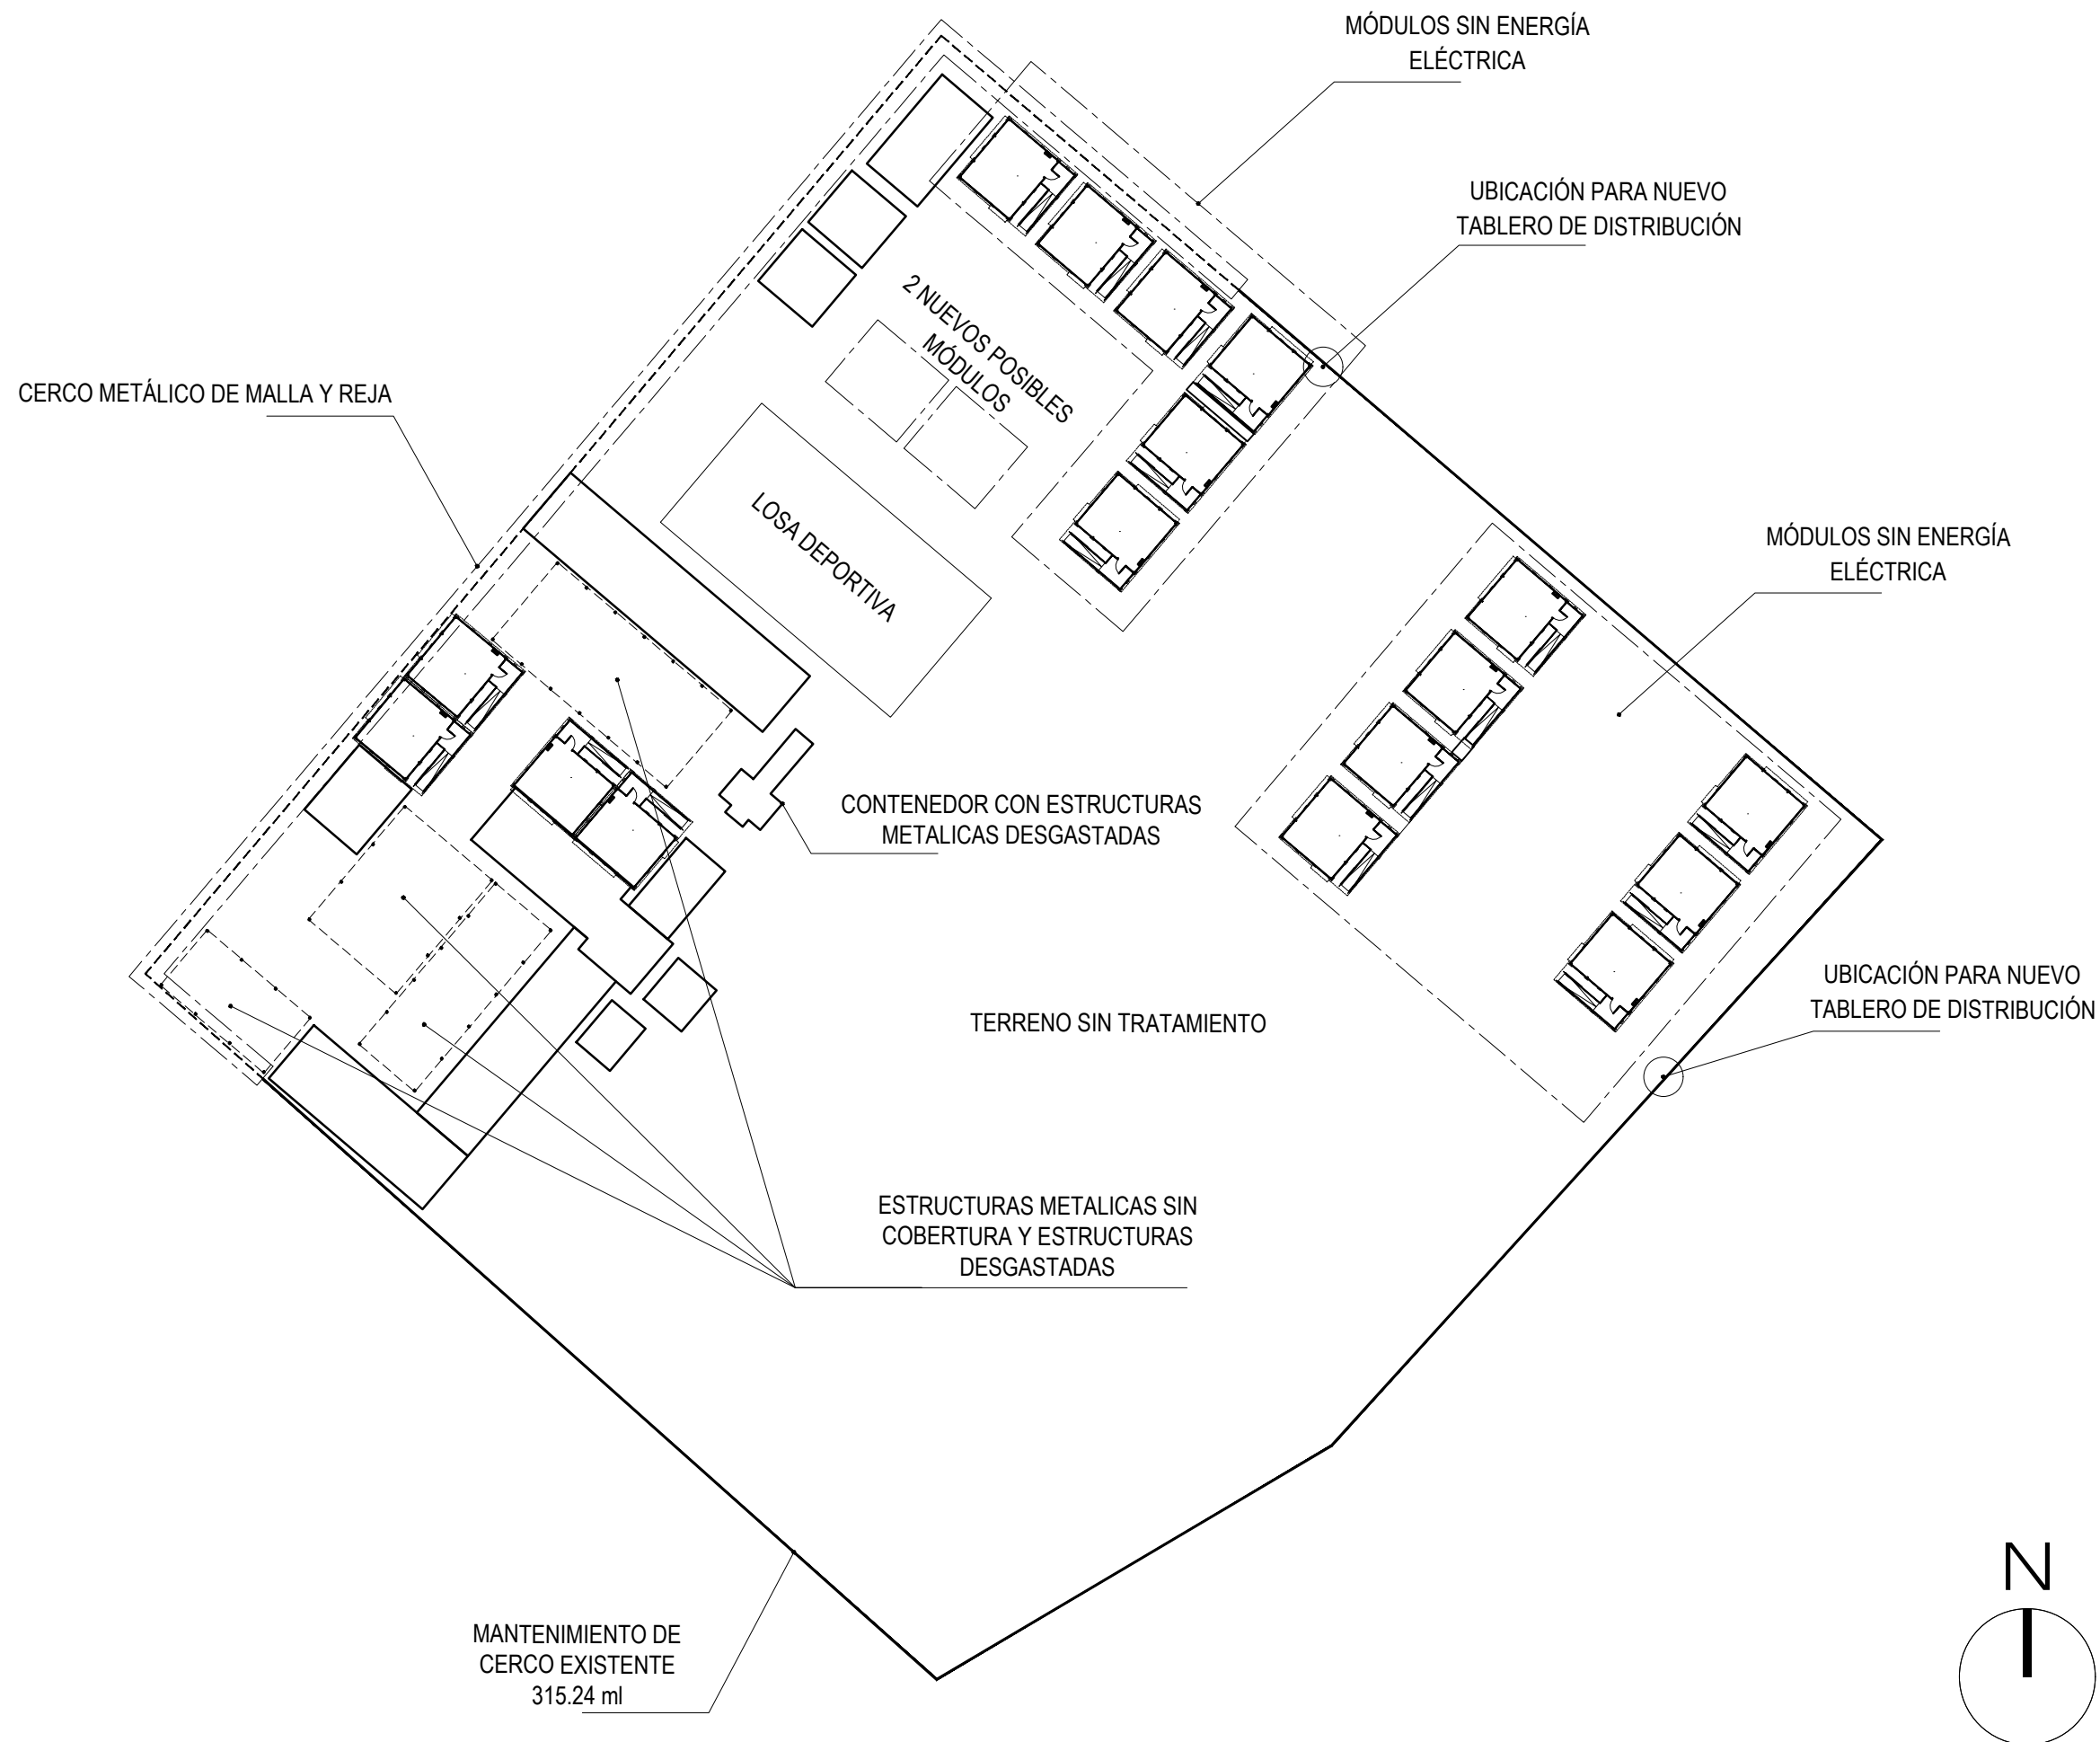 MÓDULOS SIN ENERGÍA
ELÉCTRICA
UBICACIÓN PARA NUEVO
TABLERO DE DISTRIBUCIÓN
2 NUEVOS POSIBLES
MÓDULOS
CERCO METÁLICO DE MALLA Y REJA
LOSA DEPORTIVA
MÓDULOS SIN ENERGÍA
ELÉCTRICA
CONTENEDOR CON ESTRUCTURAS
METALICAS DESGASTADAS
UBICACIÓN PARA NUEVO
TABLERO DE DISTRIBUCIÓN
TERRENO SIN TRATAMIENTO
ESTRUCTURAS METALICAS SIN
COBERTURA Y ESTRUCTURAS
DESGASTADAS
MANTENIMIENTO DE
CERCO EXISTENTE
315.24 ml
N